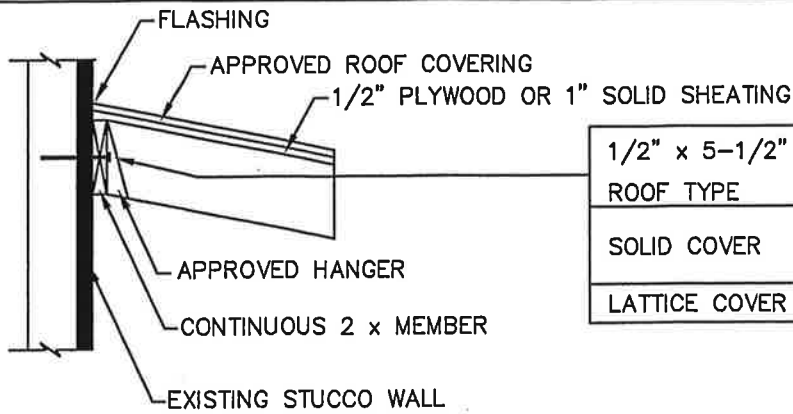 FLASHING
APPROVED ROOF COVERING
1/2" PLYWOOD OR 1" SOLID SHEATING
1/2" x 5-1/2"
ROOF TYPE
SOLID COVER
LATTICE COVER
APPROVED HANGER
CONTINUOUS 2 x MEMBER
EXISTING STUCCO WALL